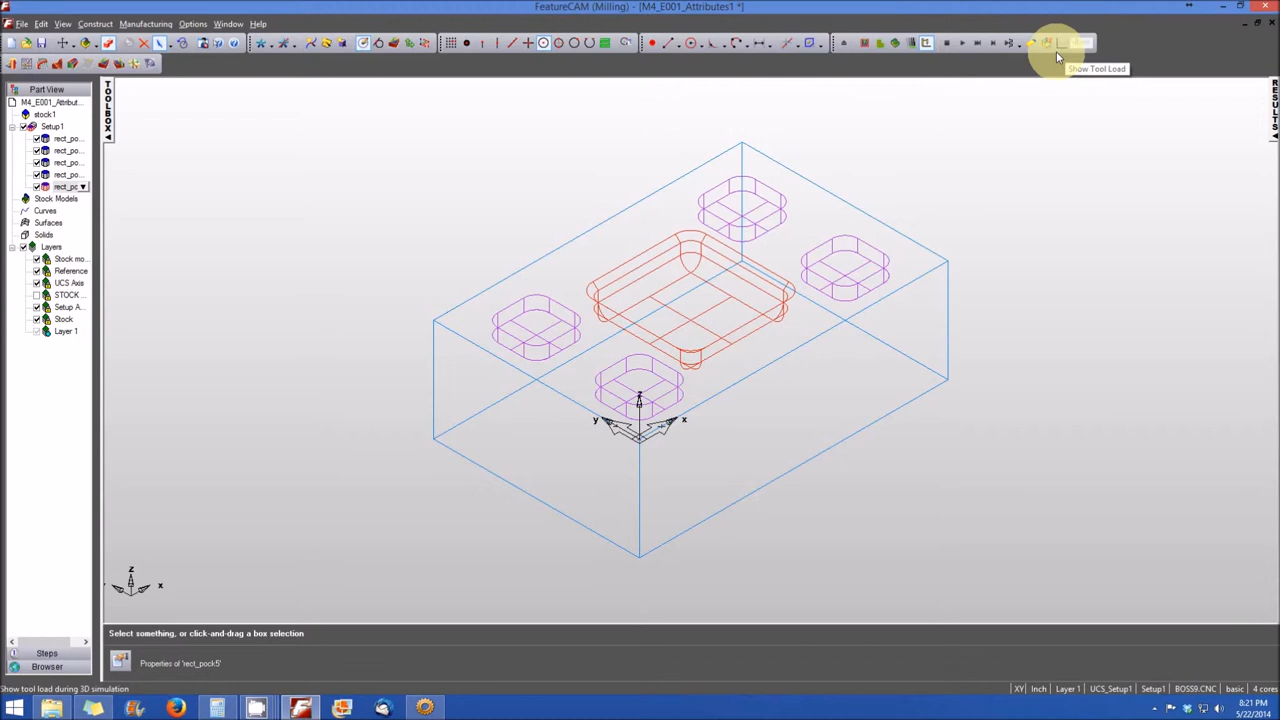 FeatureCAM (Milling) - [M4_E001_Attributes1 *]
File Edit View Construct Manufacturing Options Window Help
Show Tool Load
Part View
M4_E001_Attribut...
stock1
Setup1
rect_po...
rect_po...
rect_po...
rect_po...
rect_po
Stock Models
Curves
Surfaces
Solids
Layers
Stock mo...
Reference
UCS Axis
STOCK ...
Setup A...
Stock
Layer 1
TOOLBOX
RESULTS
z
y
x
z
x
Steps
Browser
Select something, or click-and-drag a box selection
Properties of 'rect_pock5'
Show tool load during 3D simulation
XY Inch Layer 1 UCS_Setup1 Setup1 BOSS9.CNC basic 4 cores
8:21 PM
5/22/2014